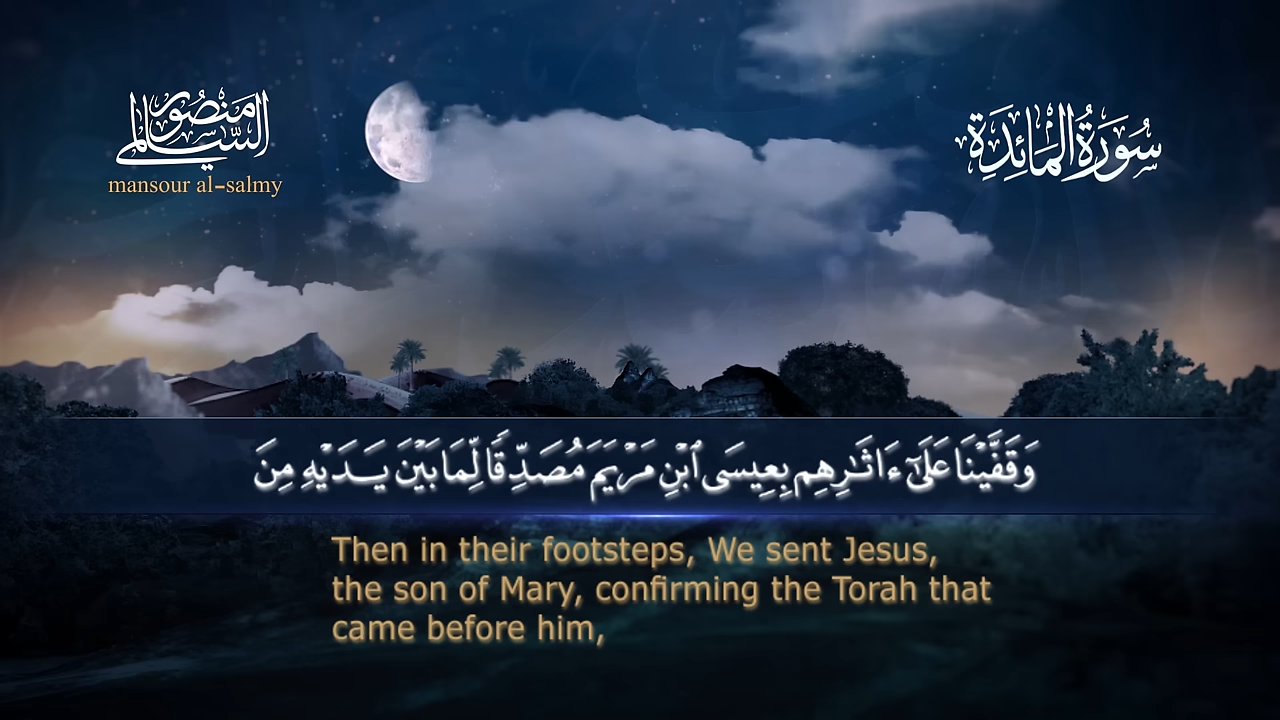 منصور السالمي
mansour al-salmy
سُورَةُ المَائِدَةِ
وَقَفَّيْنَا عَلَىٰٓ ءَاثَـٰرِهِم بِعِيسَى ٱبْنِ مَرْيَمَ مُصَدِّقًا لِّمَا بَيْنَ يَدَيْهِ مِنَ
Then in their footsteps, We sent Jesus,
the son of Mary, confirming the Torah that
came before him,